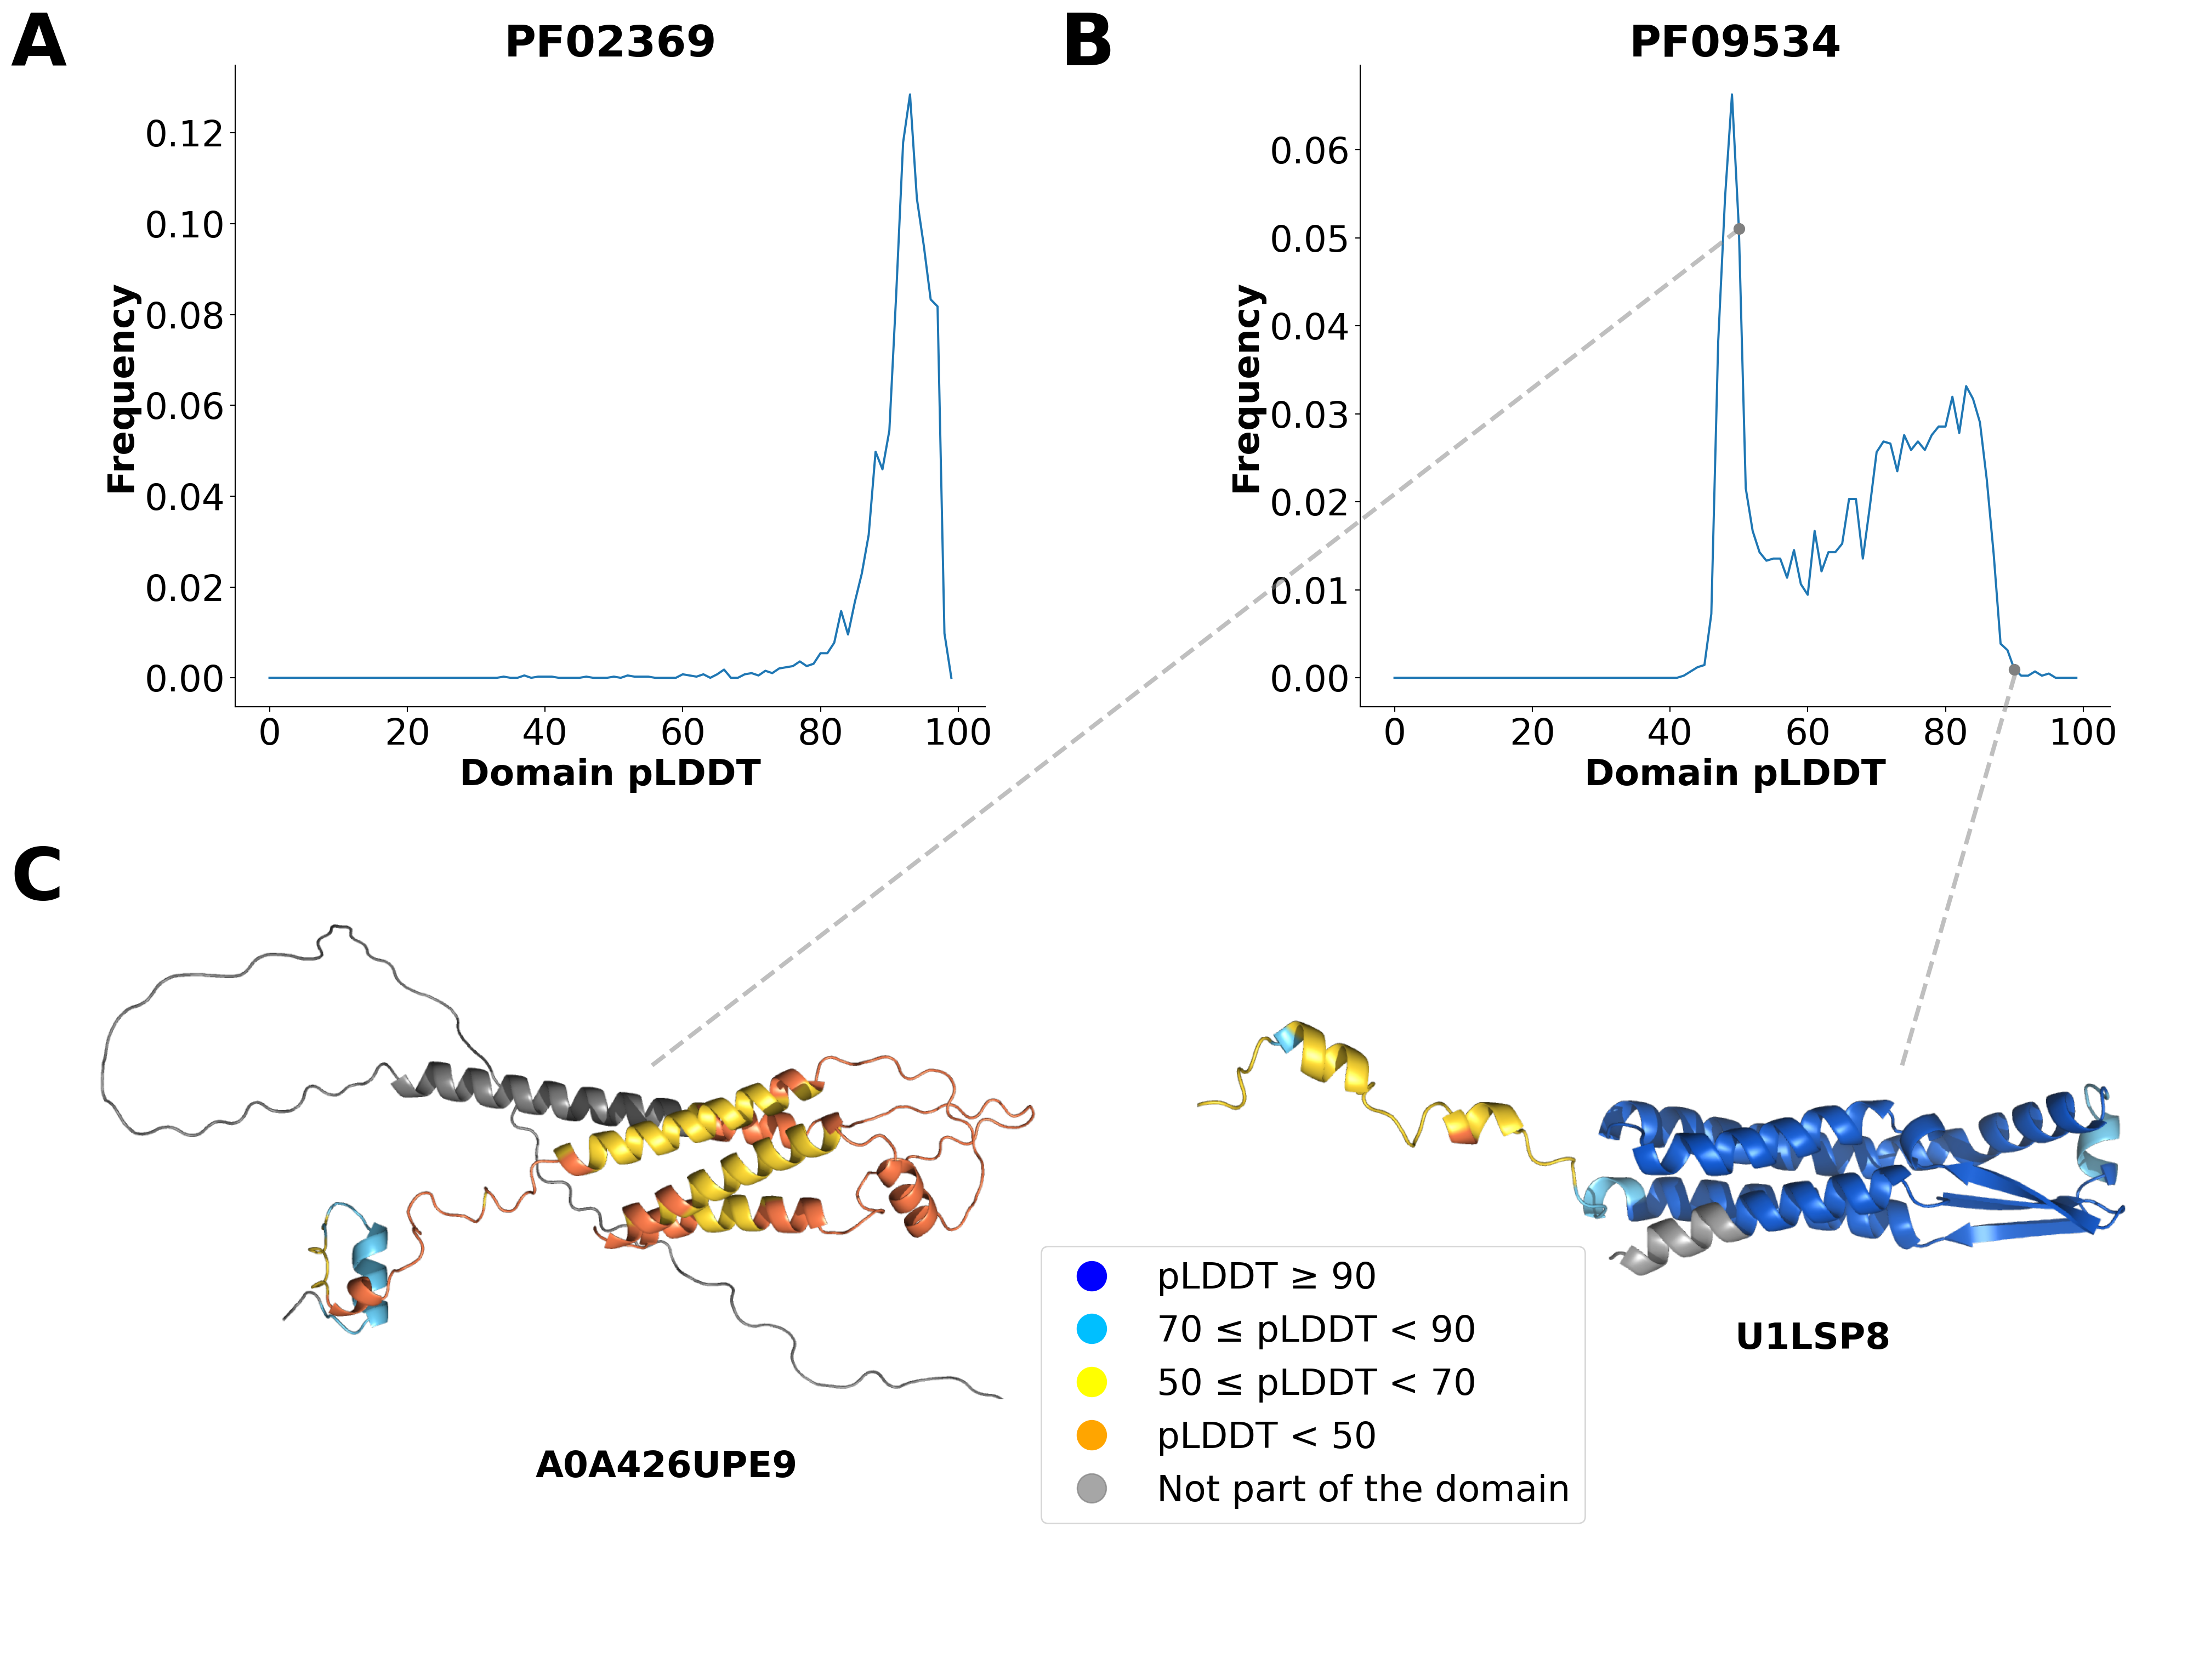 A
PF02369
0.12
0.10
0.08
0.06
0.04
0.02
0.00
Frequency
0 20 40 60 80 100
Domain pLDDT
B
PF09534
0.06
0.05
0.04
0.03
0.02
0.01
0.00
Frequency
0 20 40 60 80 100
Domain pLDDT
C
A0A426UPE9
U1LSP8
pLDDT ≥ 90
70 ≤ pLDDT < 90
50 ≤ pLDDT < 70
pLDDT < 50
Not part of the domain